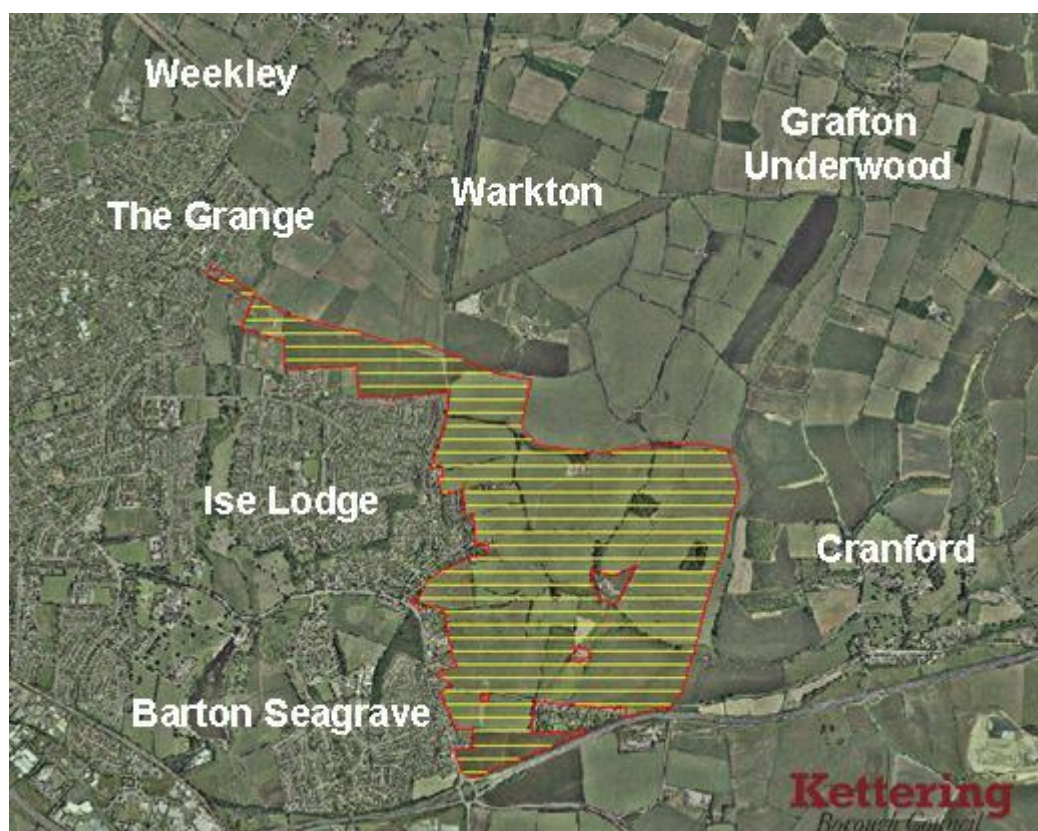 Weekley
Grafton
Underwood
Warkton
The Grange
Ise Lodge
Cranford
Barton Seagrave
Kettering
Borough Council